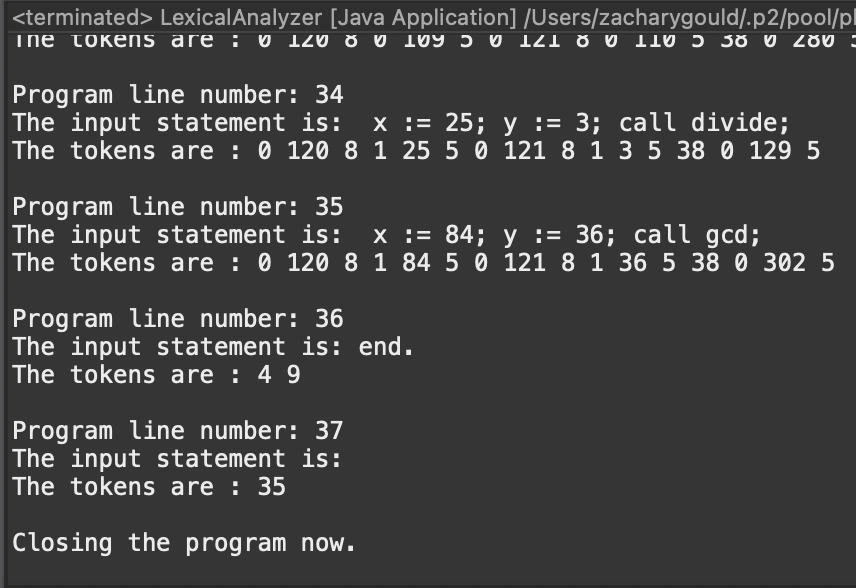 <terminated> LexicalAnalyzer [Java Application] /Users/zacharygould/.p2/pool/pl
The tokens are : 0 120 8 0 109 5 0 121 8 0 110 5 38 0 280 5
Program line number: 34
The input statement is:  x := 25; y := 3; call divide;
The tokens are : 0 120 8 1 25 5 0 121 8 1 3 5 38 0 129 5
Program line number: 35
The input statement is:  x := 84; y := 36; call gcd;
The tokens are : 0 120 8 1 84 5 0 121 8 1 36 5 38 0 302 5
Program line number: 36
The input statement is: end.
The tokens are : 4 9
Program line number: 37
The input statement is:
The tokens are : 35
Closing the program now.